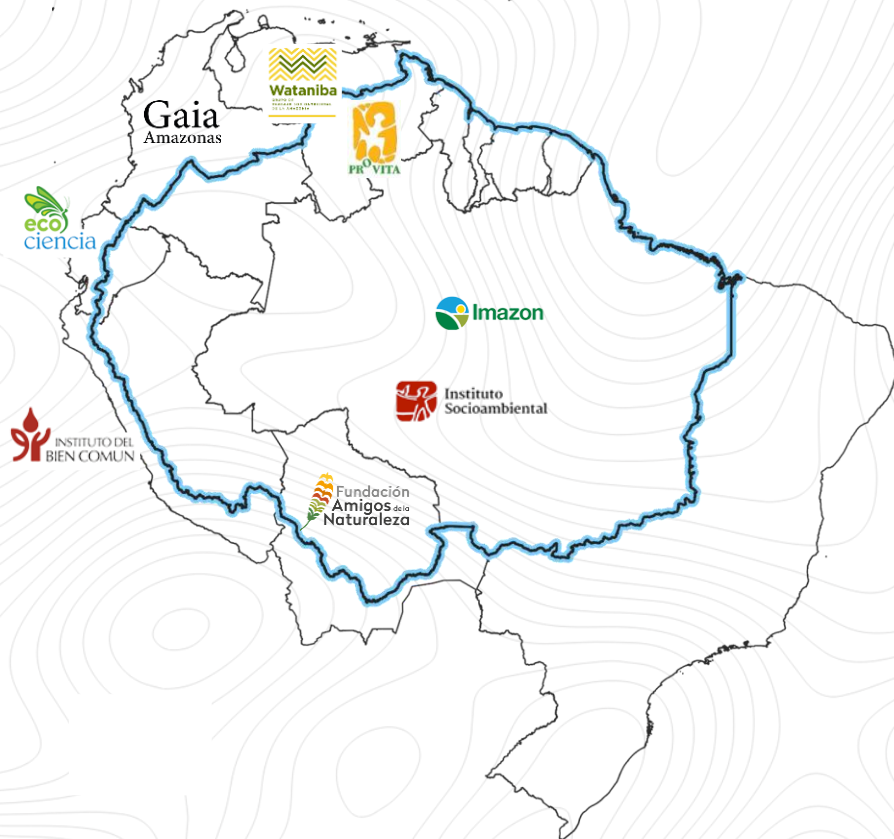 Wataniba
Gaia
Amazonas
PROVITA
eco
ciencia
Imazon
Instituto
Socioambiental
INSTITUTO DEL
BIEN COMUN
Fundación
Amigos de la
Naturaleza